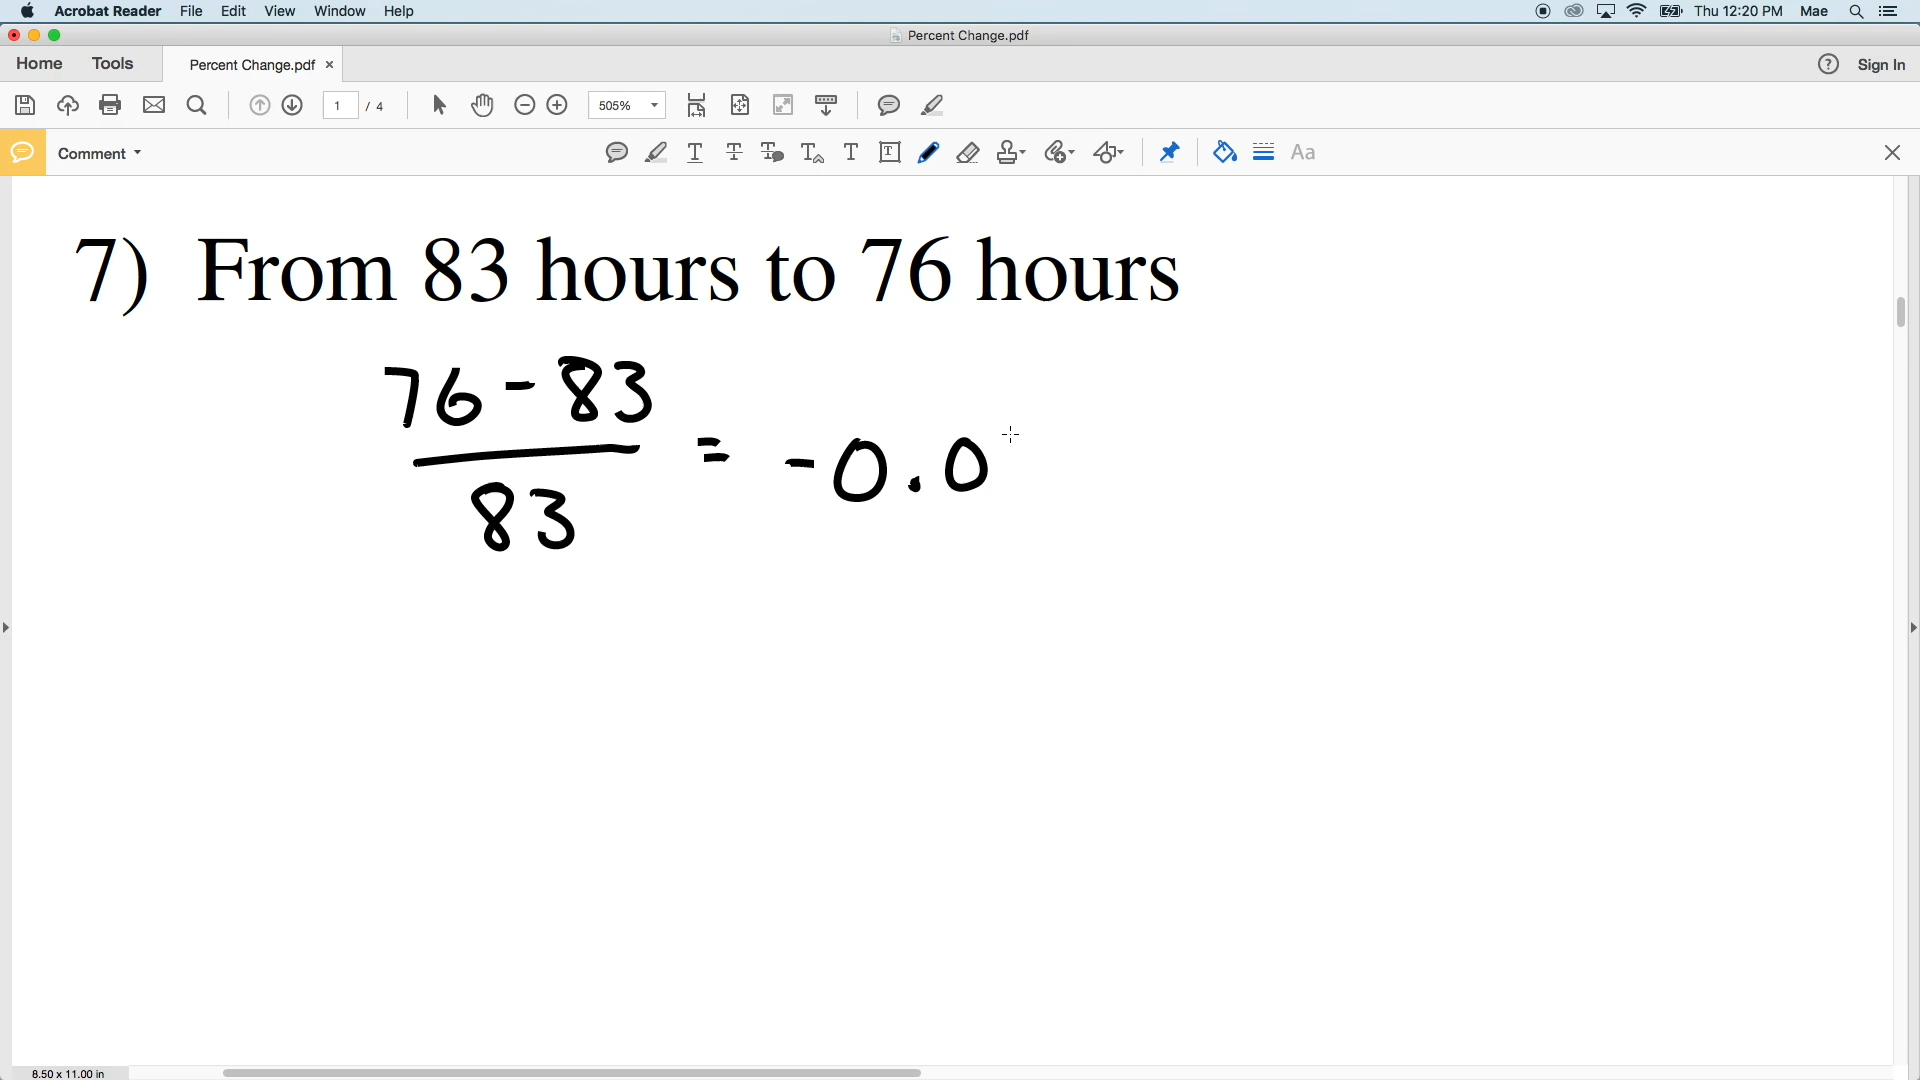 Acrobat Reader File Edit View Window Help Thu 12:20 PM Mae
Percent Change.pdf
Home Tools Percent Change.pdf × ? Sign In
1 / 4 505%
Comment T T T T T T Aa
7) From 83 hours to 76 hours
76 - 83
= -0.0
83
8.50 x 11.00 in